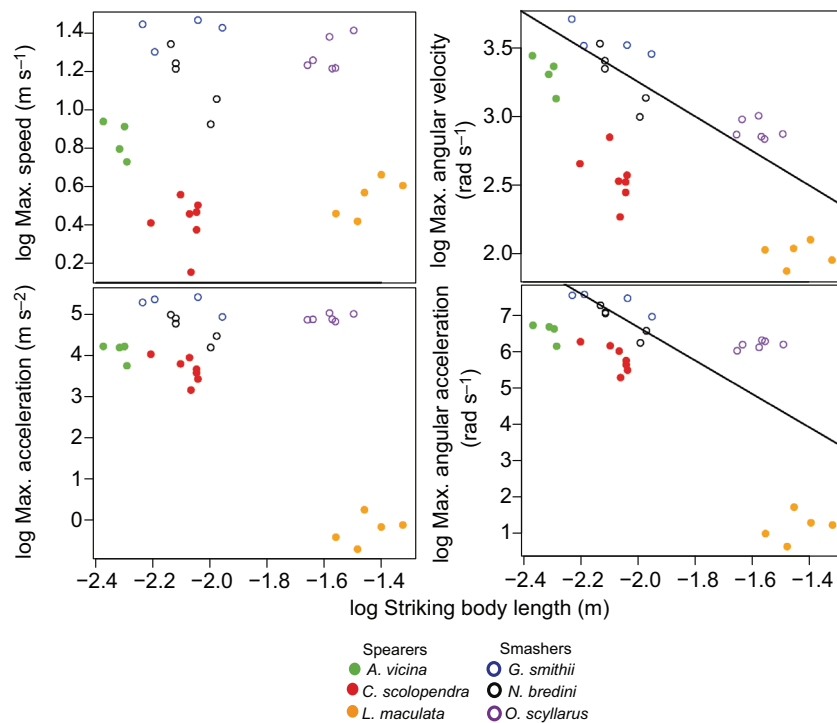 log Max. speed (m s⁻¹)
1.4
1.2
1.0
0.8
0.6
0.4
0.2
log Max. angular velocity
(rad s⁻¹)
3.5
3.0
2.5
2.0
log Max. acceleration (m s⁻²)
5
4
3
2
1
0
log Max. angular acceleration
(rad s⁻¹)
7
6
5
4
3
2
1
−2.4 −2.2 −2.0 −1.8 −1.6 −1.4
−2.4 −2.2 −2.0 −1.8 −1.6 −1.4
log Striking body length (m)
Spearers
A. vicina
C. scolopendra
L. maculata
Smashers
G. smithii
N. bredini
O. scyllarus